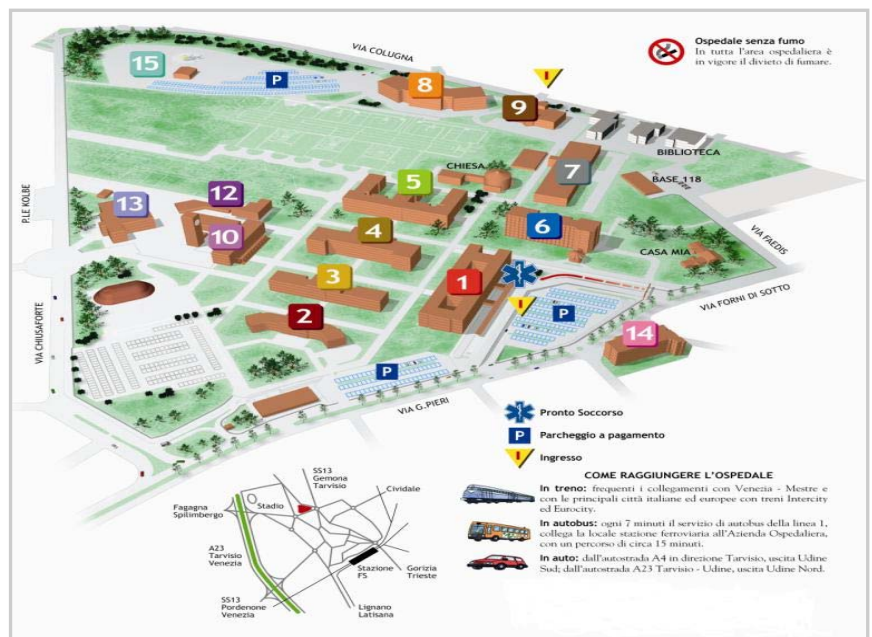 Ospedale senza fumo
In tutta l'area ospedaliera è
in vigore il divieto di fumare.
VIA COLUGNA
15
P
8
I
9
BIBLIOTECA
CHIESA
7
5
BASE 118
P.LE KOLBE
13
12
10
4
6
VIA FAEDIS
CASA MIA
3
1
I
P
VIA FORNI DI SOTTO
VIA CHIUSAFORTE
2
14
P
VIA G.PIERI
Pronto Soccorso
P Parcheggio a pagamento
I Ingresso
COME RAGGIUNGERE L'OSPEDALE
In treno: frequenti i collegamenti con Venezia - Mestre e
con le principali città italiane ed europee con treni Intercity
ed Eurocity.
In autobus: ogni 7 minuti il servizio di autobus della linea 1,
collega la locale stazione ferroviaria all'Azienda Ospedaliera,
con un percorso di circa 15 minuti.
In auto: dall'autostrada A4 in direzione Tarvisio, uscita Udine
Sud; dall'autostrada A23 Tarvisio - Udine, uscita Udine Nord.
SS13
Gemona
Tarvisio
Cividale
Fagagna
Spilimbergo
Stadio
A23
Tarvisio
Venezia
Stazione
FS
Gorizia
Trieste
SS13
Pordenone
Venezia
Lignano
Latisana